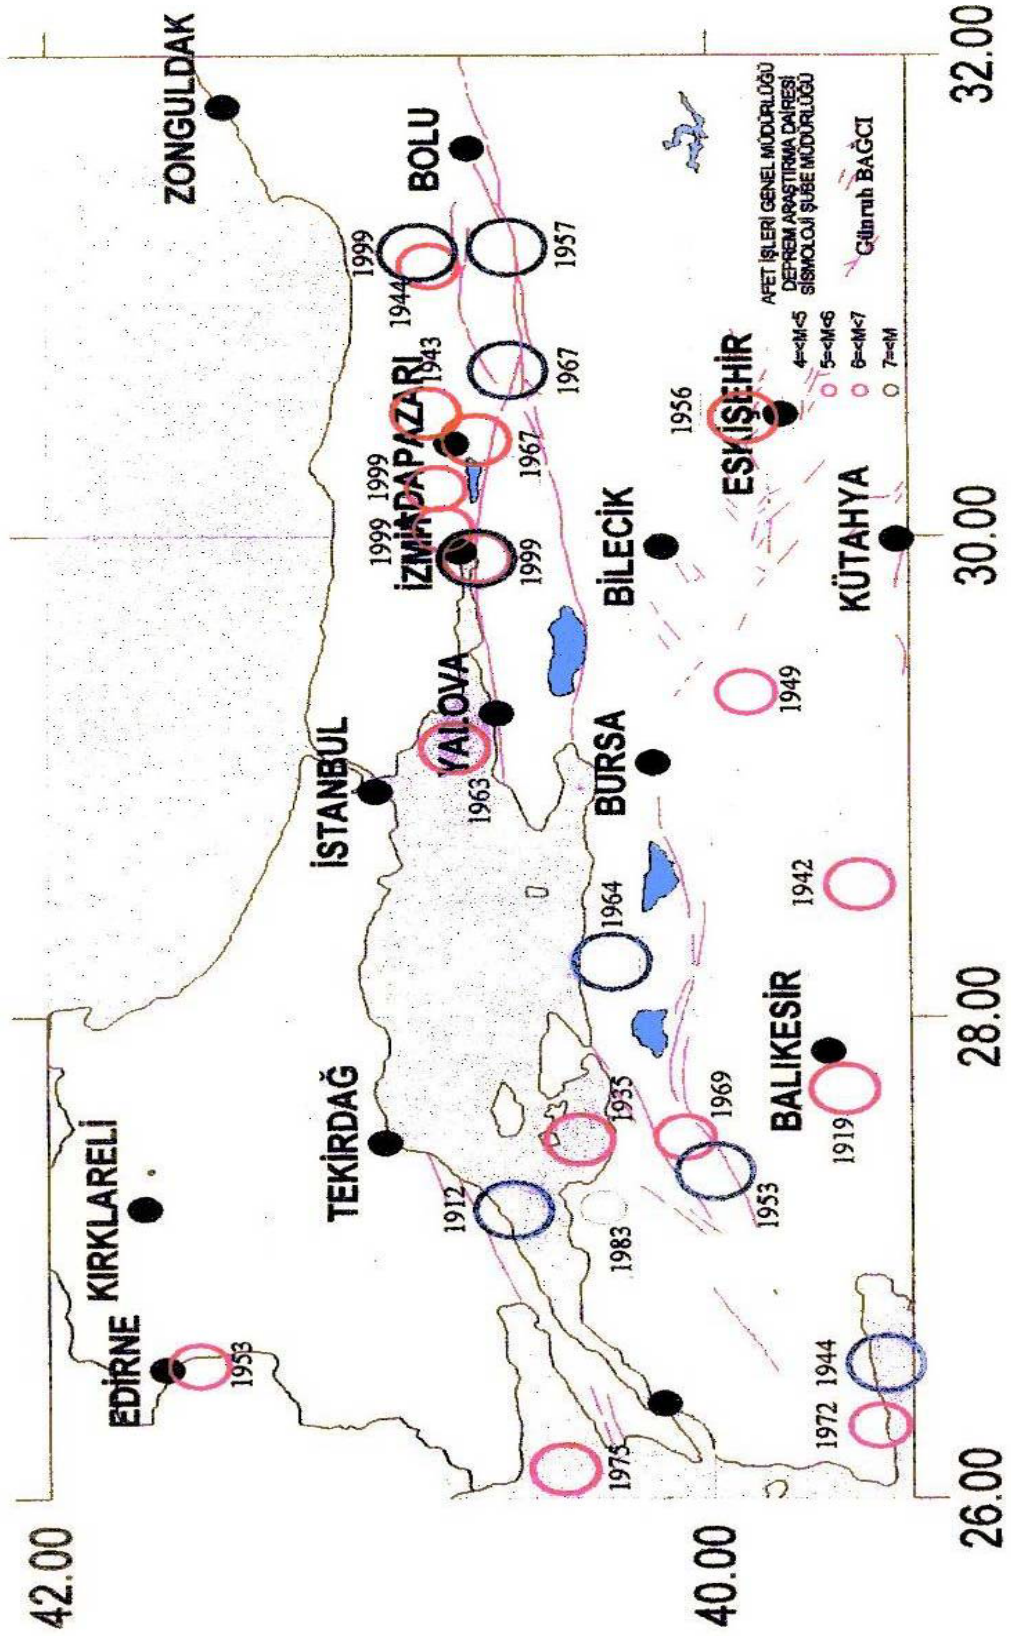 42.00
40.00
26.00
28.00
30.00
32.00
EDİRNE
KIRKLARELİ
TEKİRDAĞ
İSTANBUL
ZONGULDAK
YALOVA
İZMİT
ADAPAZARI
BOLU
BURSA
BİLECİK
ESKİŞEHİR
KÜTAHYA
BALIKESİR
1953
1912
1983
1935
1975
1969
1953
1972
1944
1919
1942
1964
1963
1949
1956
1999
1999
1999
1967
1943
1967
1944
1999
1957
AFET İŞLERİ GENEL MÜDÜRLÜĞÜ
DEPREM ARAŞTIRMA DAİRESİ
SİSMOLOJİ ŞUBE MÜDÜRLÜĞÜ
Günruh BAĞCI
4=<M<5
5=<M<6
6=<M<7
7=<M